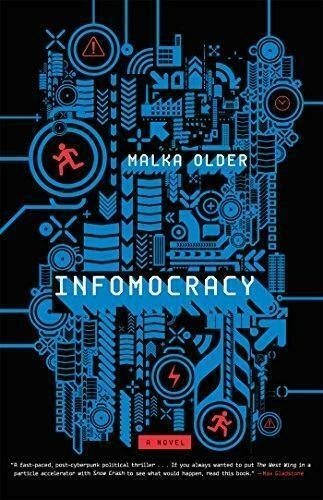 MALKA OLDER
INFOMOCRACY
A NOVEL
"A fast-paced, post-cyberpunk political thriller . . . If you always wanted to put The West Wing in a
particle accelerator with Snow Crash to see what would happen, read this book." — Max Gladstone